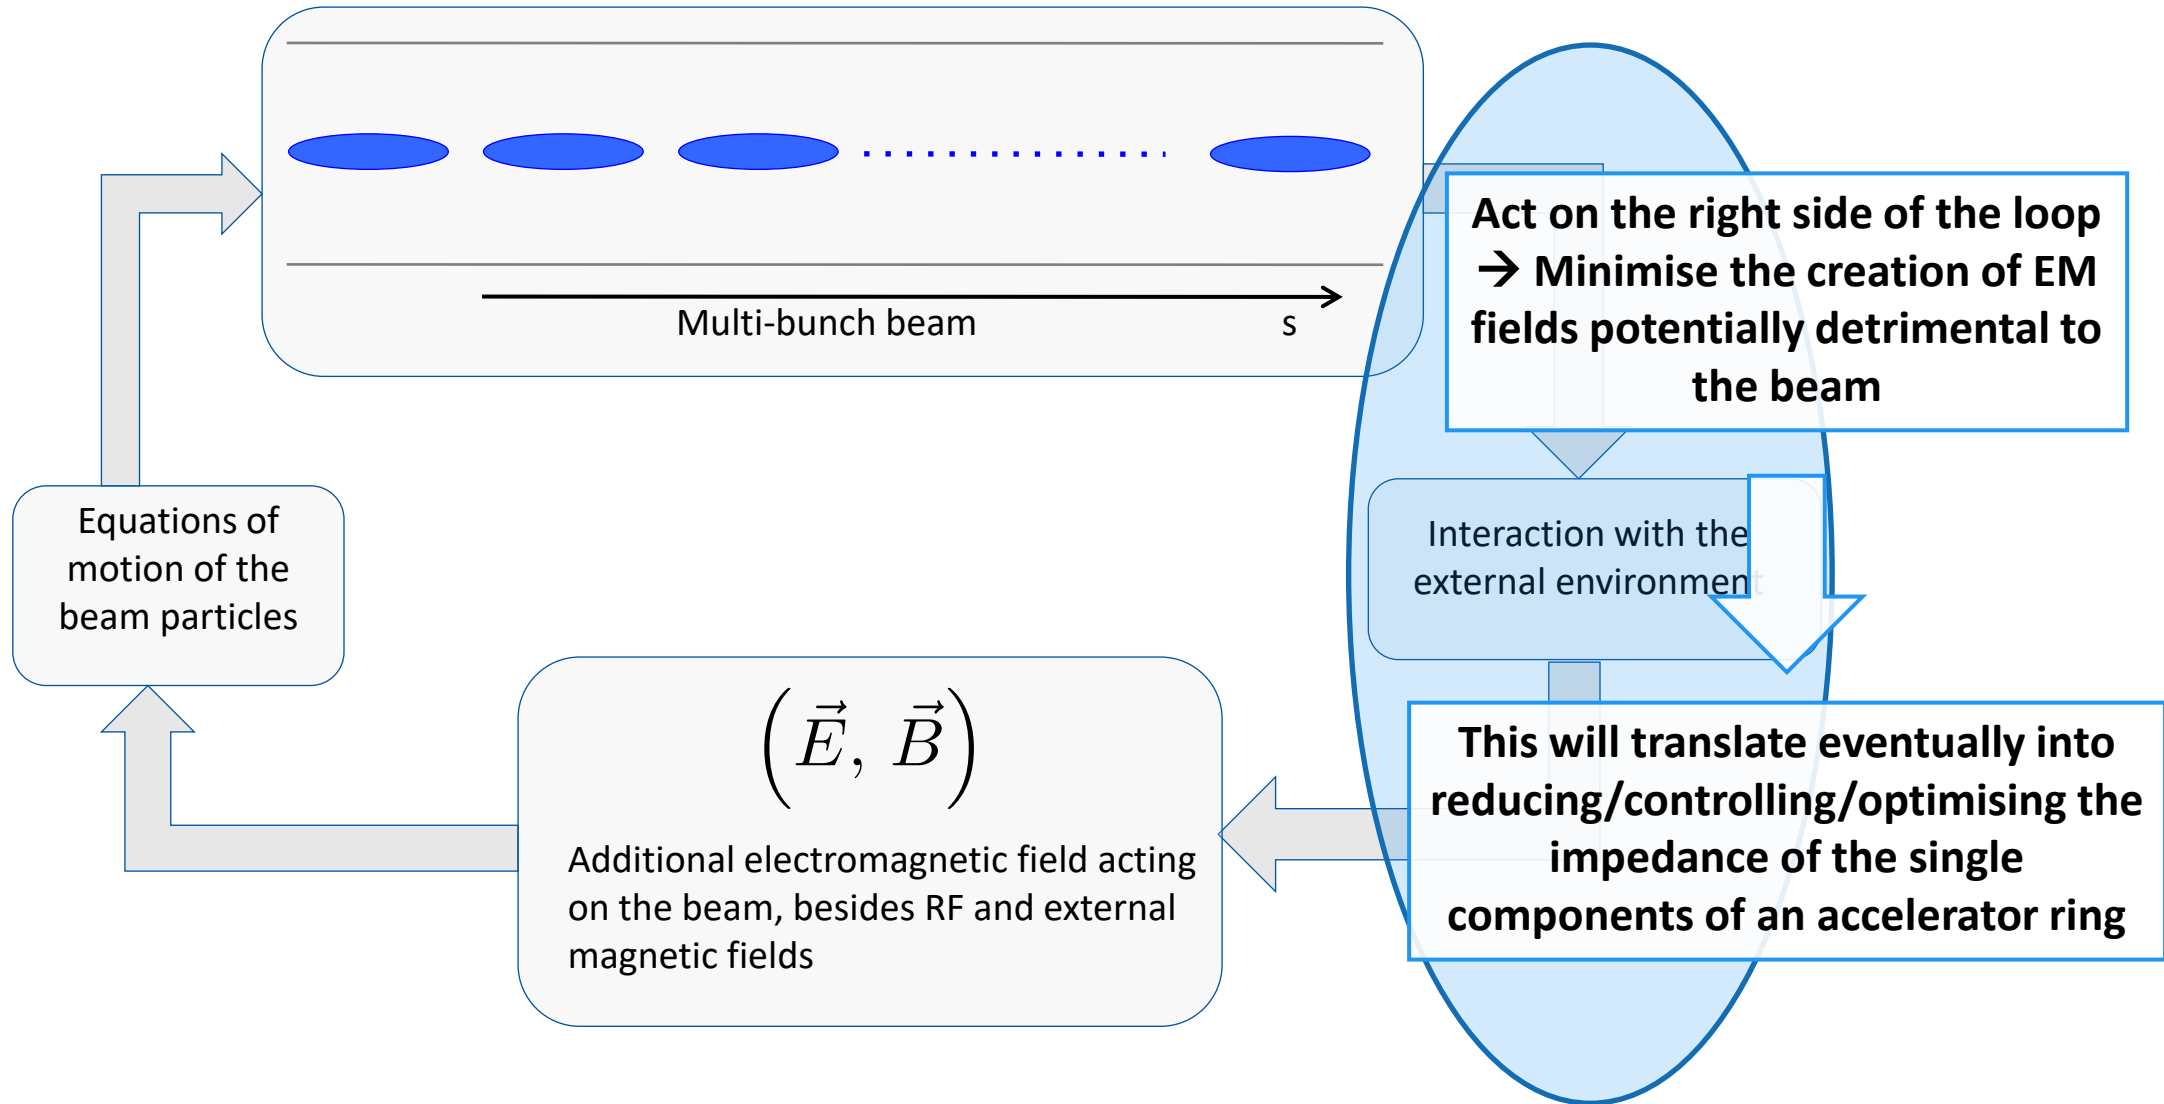 Multi-bunch beam
s
Act on the right side of the loop
→ Minimise the creation of EM
fields potentially detrimental to
the beam
Equations of
motion of the
beam particles
Interaction with the
external environment
(E⃗, B⃗)
Additional electromagnetic field acting
on the beam, besides RF and external
magnetic fields
This will translate eventually into
reducing/controlling/optimising the
impedance of the single
components of an accelerator ring